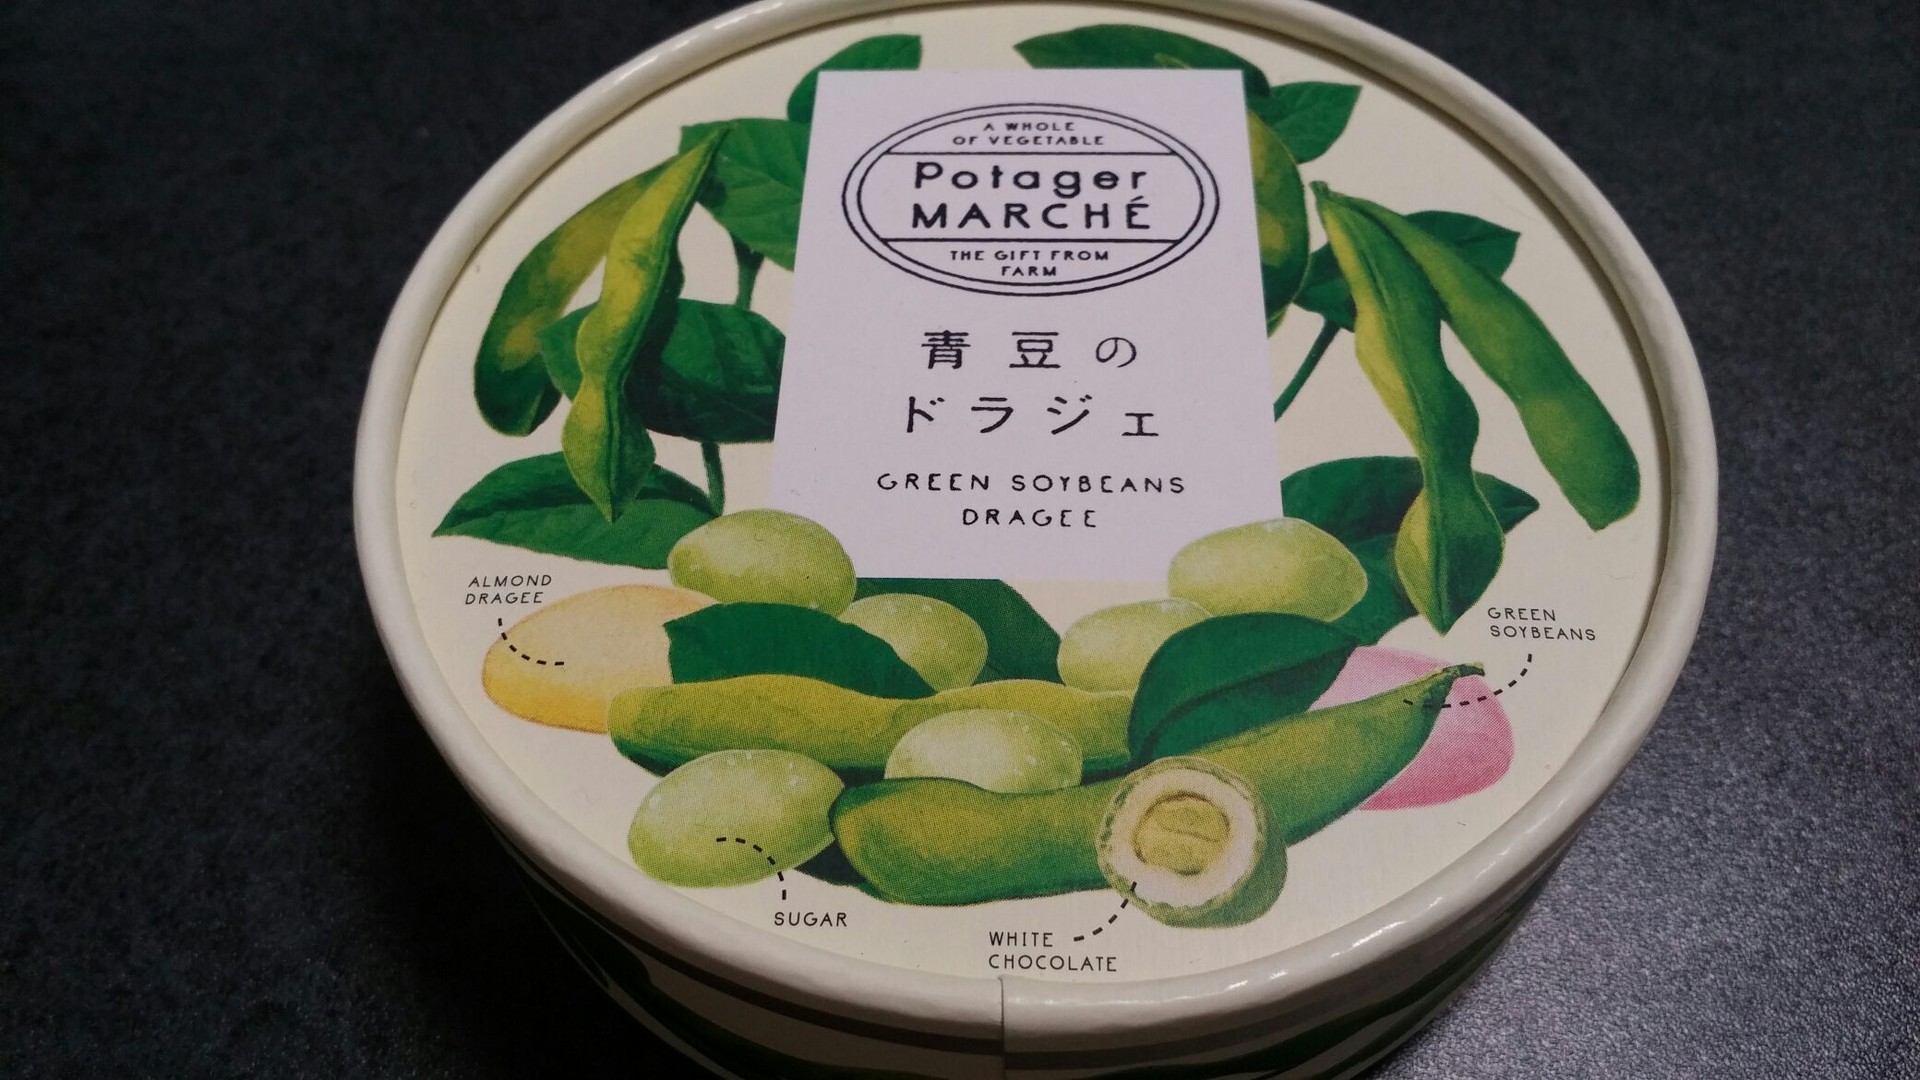 A WHOLE
OF VEGETABLE
Potager
MARCHÉ
THE GIFT FROM
FARM
青豆の
ドラジェ
GREEN SOYBEANS
DRAGEE
ALMOND
DRAGEE
GREEN
SOYBEANS
SUGAR
WHITE
CHOCOLATE